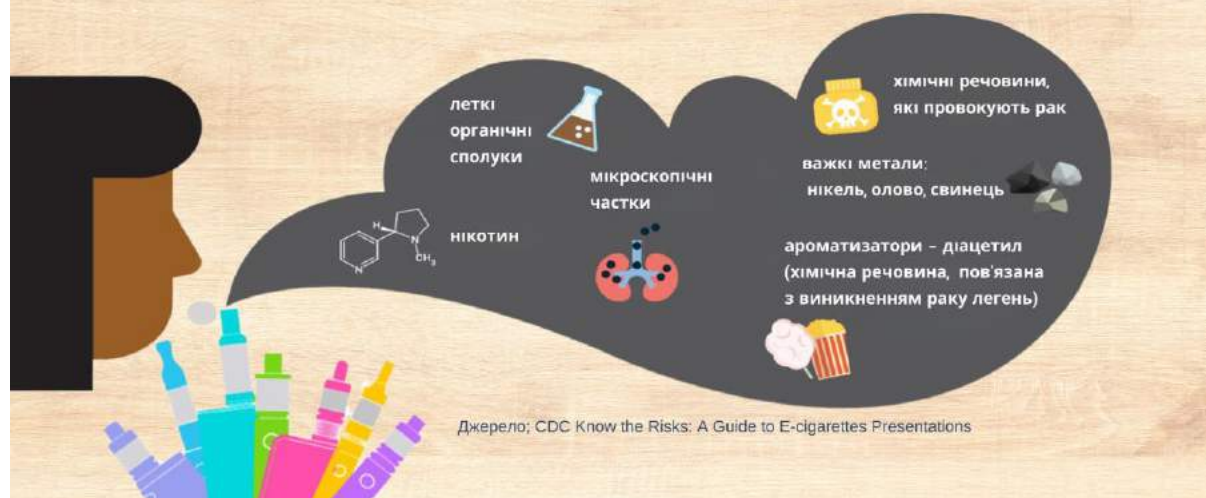 леткі
органічні
сполуки
мікроскопічні
частки
нікотин
H
N
N
CH3
хімічні речовини,
які провокують рак
важкі метали:
нікель, олово, свинець
ароматизатори – діацетил
(хімічна речовина, пов'язана
з виникненням раку легень)
Джерело; CDC Know the Risks: A Guide to E-cigarettes Presentations